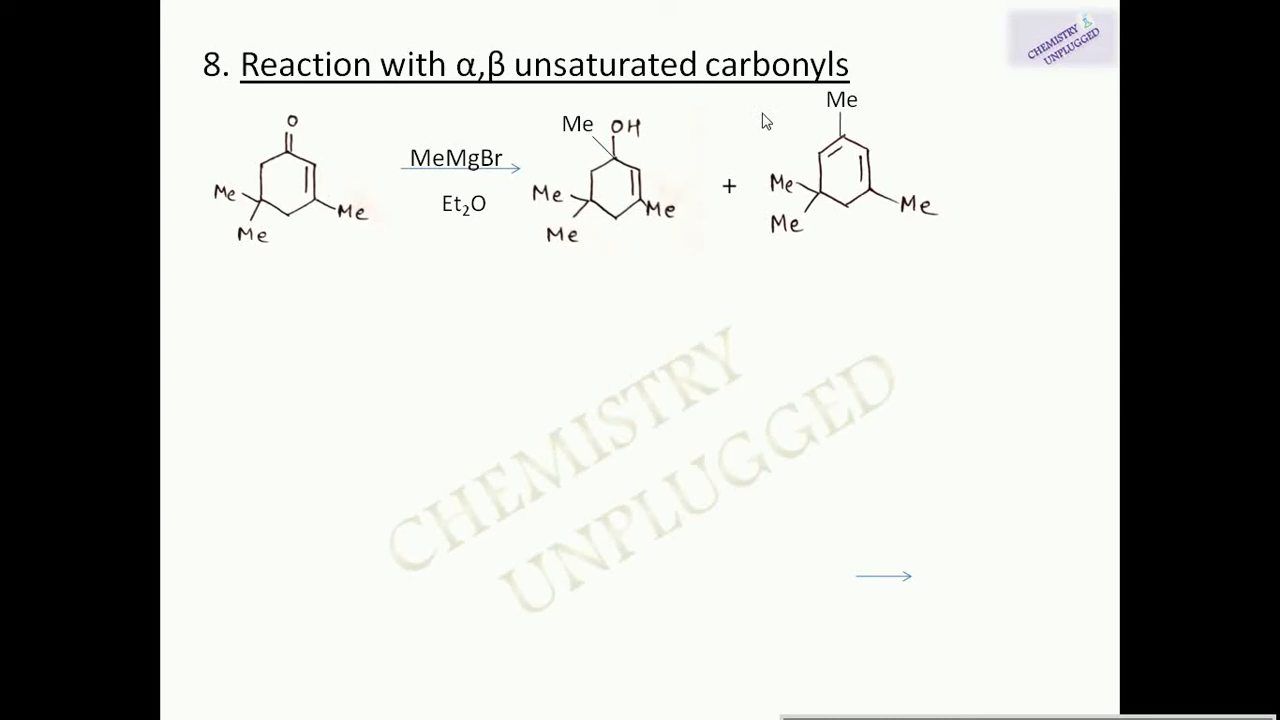 8. Reaction with α,β unsaturated carbonyls
CHEMISTRY
UNPLUGGED
O
Me
Me
Me
MeMgBr
Et₂O
Me OH
Me
Me
Me
+
Me
Me
Me
Me
CHEMISTRY
UNPLUGGED